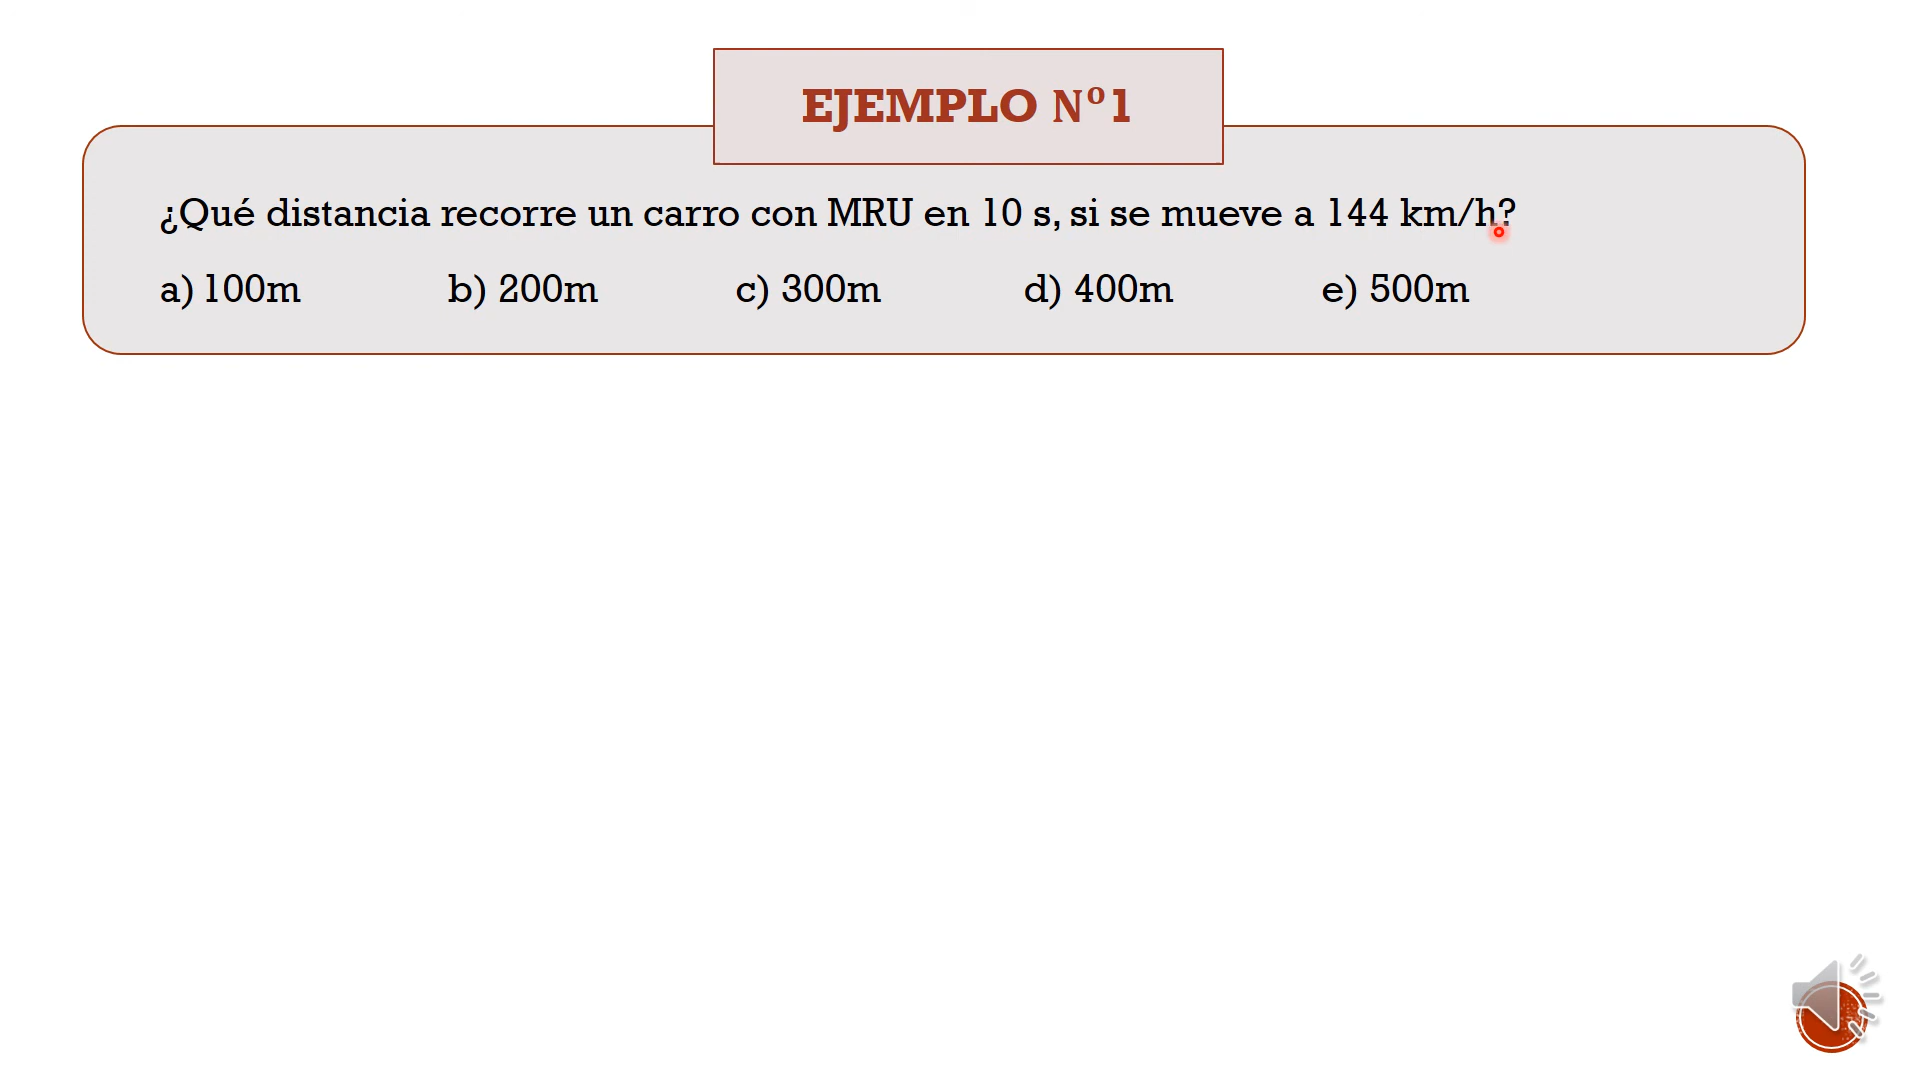 EJEMPLO Nº1
¿Qué distancia recorre un carro con MRU en 10 s, si se mueve a 144 km/h?
a) 100m b) 200m c) 300m d) 400m e) 500m